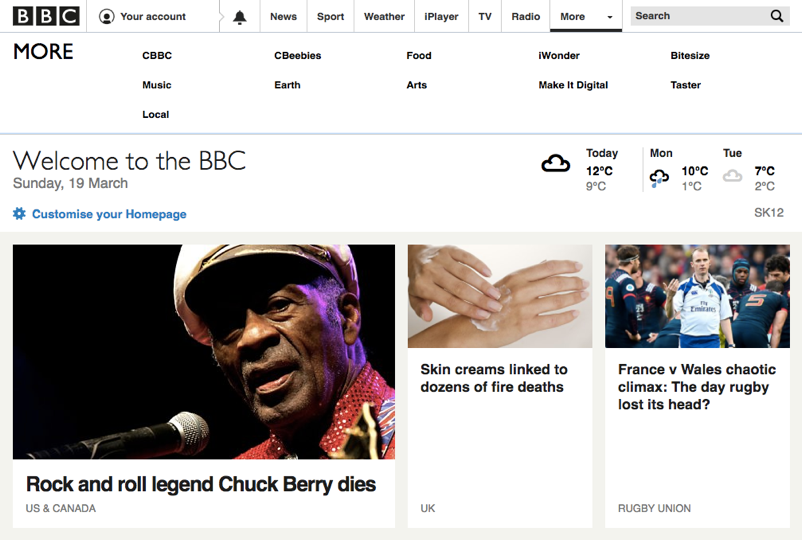 BBC
Your account
News
Sport
Weather
iPlayer
TV
Radio
More
Search
MORE
CBBC
CBeebies
Food
iWonder
Bitesize
Music
Earth
Arts
Make It Digital
Taster
Local
Welcome to the BBC
Sunday, 19 March
Customise your Homepage
Today
12°C
9°C
Mon
10°C
1°C
Tue
7°C
2°C
SK12
Rock and roll legend Chuck Berry dies
US & CANADA
Skin creams linked to
dozens of fire deaths
UK
Fly
Emirates
5
France v Wales chaotic
climax: The day rugby
lost its head?
RUGBY UNION